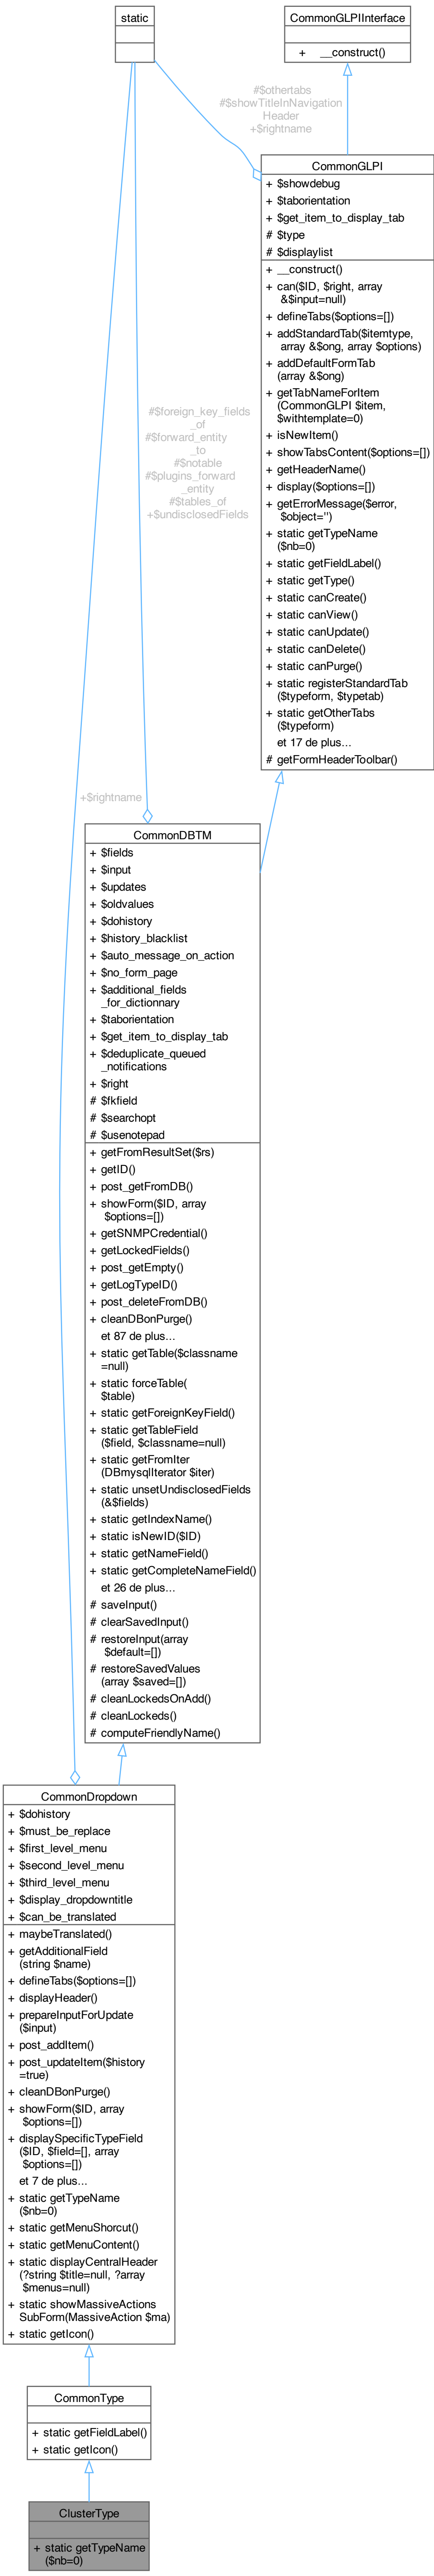 static
CommonGLPIInterface
+ __construct()
#$othertabs
#$showTitleInNavigation
Header
+$rightname
CommonGLPI
+ $showdebug
+ $taborientation
+ $get_item_to_display_tab
# $type
# $displaylist
+ __construct()
+ can($ID, $right, array
&$input=null)
+ defineTabs($options=[])
+ addStandardTab($itemtype,
array &$ong, array $options)
+ addDefaultFormTab
(array &$ong)
+ getTabNameForItem
(CommonGLPI $item,
$withtemplate=0)
+ isNewItem()
+ showTabsContent($options=[])
+ getHeaderName()
+ display($options=[])
+ getErrorMessage($error,
$object='')
+ static getTypeName
($nb=0)
+ static getFieldLabel()
+ static getType()
+ static canCreate()
+ static canView()
+ static canUpdate()
+ static canDelete()
+ static canPurge()
+ static registerStandardTab
($typeform, $typetab)
+ static getOtherTabs
($typeform)
et 17 de plus...
# getFormHeaderToolbar()
#$foreign_key_fields
_of
#$forward_entity
_to
#$notable
#$plugins_forward
_entity
#$tables_of
+$undisclosedFields
+$rightname
CommonDBTM
+ $fields
+ $input
+ $updates
+ $oldvalues
+ $dohistory
+ $history_blacklist
+ $auto_message_on_action
+ $no_form_page
+ $additional_fields
_for_dictionnary
+ $taborientation
+ $get_item_to_display_tab
+ $deduplicate_queued
_notifications
+ $right
# $fkfield
# $searchopt
# $usenotepad
+ getFromResultSet($rs)
+ getID()
+ post_getFromDB()
+ showForm($ID, array
$options=[])
+ getSNMPCredential()
+ getLockedFields()
+ post_getEmpty()
+ getLogTypeID()
+ post_deleteFromDB()
+ cleanDBonPurge()
et 87 de plus...
+ static getTable($classname
=null)
+ static forceTable(
$table)
+ static getForeignKeyField()
+ static getTableField
($field, $classname=null)
+ static getFromIter
(DBmysqlIterator $iter)
+ static unsetUndisclosedFields
(&$fields)
+ static getIndexName()
+ static isNewID($ID)
+ static getNameField()
+ static getCompleteNameField()
et 26 de plus...
# saveInput()
# clearSavedInput()
# restoreInput(array
$default=[])
# restoreSavedValues
(array $saved=[])
# cleanLockedsOnAdd()
# cleanLockeds()
# computeFriendlyName()
CommonDropdown
+ $dohistory
+ $must_be_replace
+ $first_level_menu
+ $second_level_menu
+ $third_level_menu
+ $display_dropdowntitle
+ $can_be_translated
+ maybeTranslated()
+ getAdditionalField
(string $name)
+ defineTabs($options=[])
+ displayHeader()
+ prepareInputForUpdate
($input)
+ post_addItem()
+ post_updateItem($history
=true)
+ cleanDBonPurge()
+ showForm($ID, array
$options=[])
+ displaySpecificTypeField
($ID, $field=[], array
$options=[])
et 7 de plus...
+ static getTypeName
($nb=0)
+ static getMenuShorcut()
+ static getMenuContent()
+ static displayCentralHeader
(?string $title=null, ?array
$menus=null)
+ static showMassiveActions
SubForm(MassiveAction $ma)
+ static getIcon()
CommonType
+ static getFieldLabel()
+ static getIcon()
ClusterType
+ static getTypeName
($nb=0)